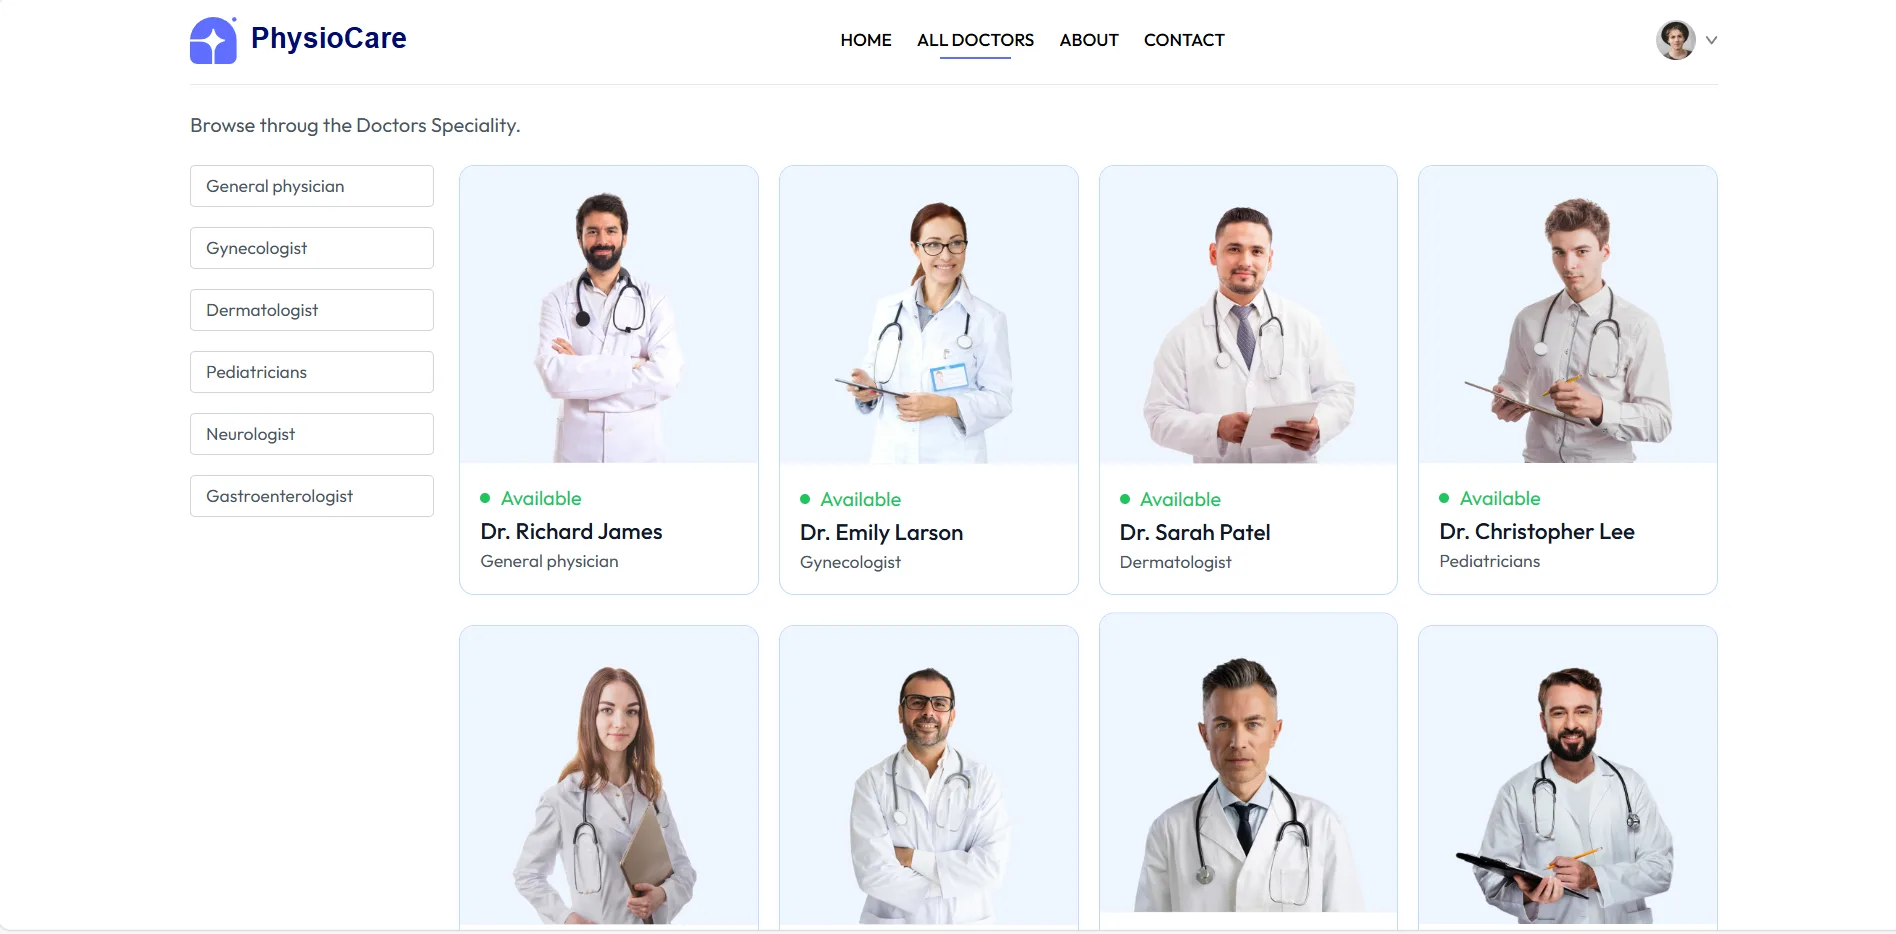 PhysioCare
HOME
ALL DOCTORS
ABOUT
CONTACT
Browse throug the Doctors Speciality.
General physician
Gynecologist
Dermatologist
Pediatricians
Neurologist
Gastroenterologist
Available
Dr. Richard James
General physician
Available
Dr. Emily Larson
Gynecologist
Available
Dr. Sarah Patel
Dermatologist
Available
Dr. Christopher Lee
Pediatricians